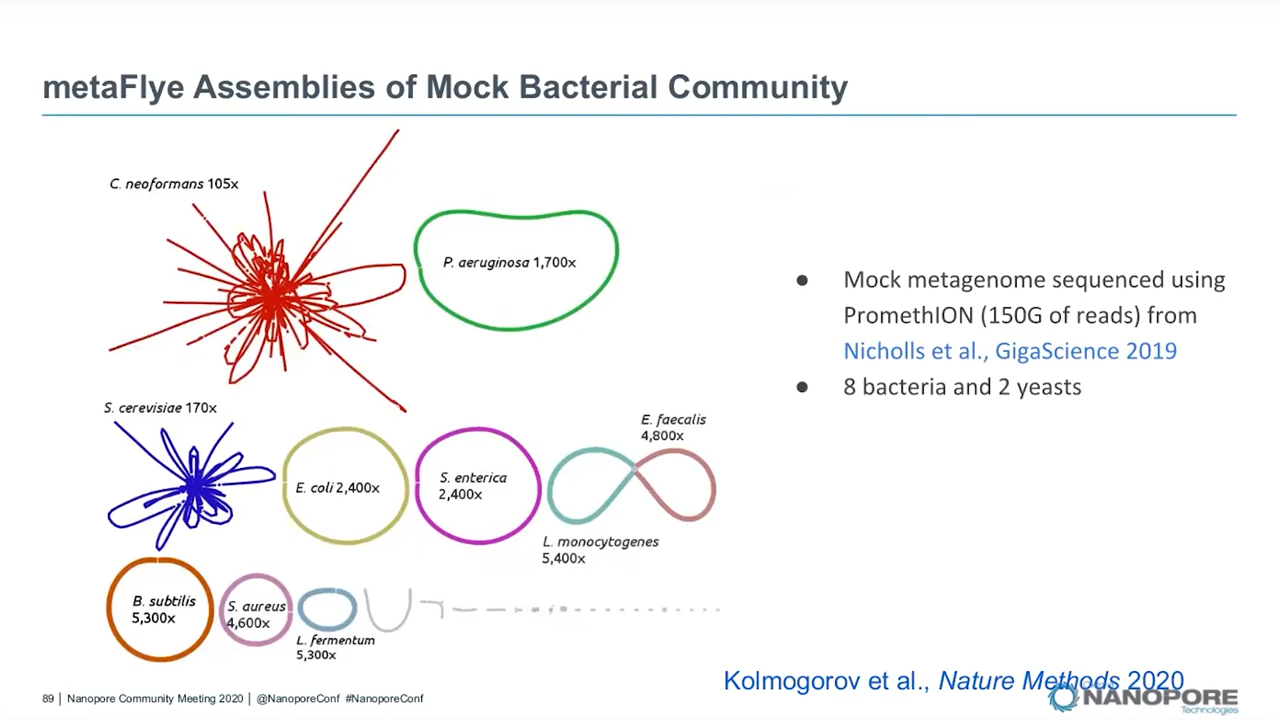 metaFlye Assemblies of Mock Bacterial Community
C. neoformans 105x
P. aeruginosa 1,700x
S. cerevisiae 170x
E. coli 2,400x
S. enterica
2,400x
E. faecalis
4,800x
L. monocytogenes
5,400x
B. subtilis
5,300x
S. aureus
4,600x
L. fermentum
5,300x
● Mock metagenome sequenced using
PromethION (150G of reads) from
Nicholls et al., GigaScience 2019
● 8 bacteria and 2 yeasts
Kolmogorov et al., Nature Methods 2020
89 | Nanopore Community Meeting 2020 | @NanoporeConf #NanoporeConf
NANOPORE
Technologies